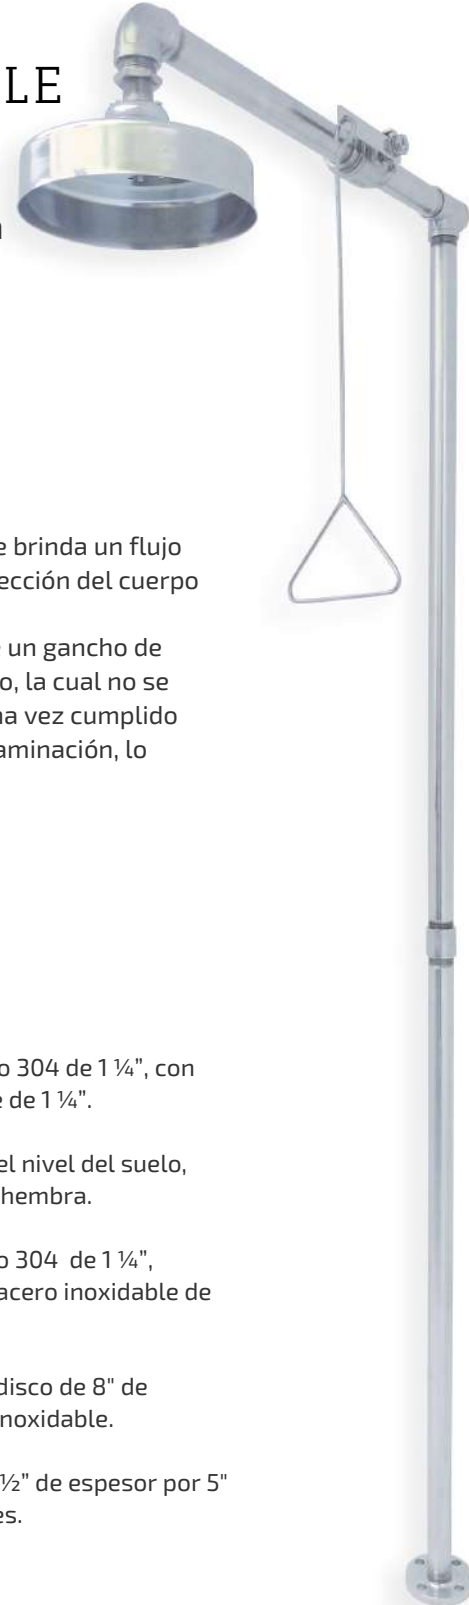 LE
e brinda un flujo
ección del cuerpo
un gancho de
o, la cual no se
na vez cumplido
aminación, lo
o 304 de 1 ¼”, con
e de 1 ¼”.
el nivel del suelo,
hembra.
o 304 de 1 ¼”,
acero inoxidable de
disco de 8" de
noxidable.
½” de espesor por 5"
es.